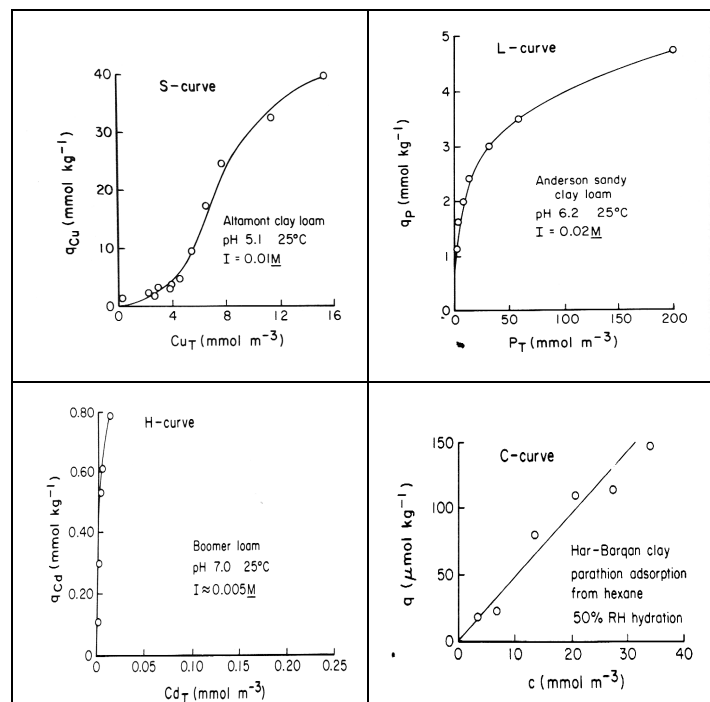 S-curve
40
30
20
10
0
q_Cu (mmol kg⁻¹)
Altamont clay loam
pH 5.1 25°C
I = 0.01M
0 4 8 12 16
Cu_T (mmol m⁻³)
L-curve
5
4
3
2
1
0
q_P (mmol kg⁻¹)
Anderson sandy
clay loam
pH 6.2 25°C
I = 0.02M
0 50 100 150 200
P_T (mmol m⁻³)
H-curve
0.80
0.60
0.40
0.20
0
q_Cd (mmol kg⁻¹)
Boomer loam
pH 7.0 25°C
I ≈ 0.005M
0 0.05 0.10 0.15 0.20 0.25
Cd_T (mmol m⁻³)
C-curve
150
100
50
0
q (μmol kg⁻¹)
Har-Barqan clay
parathion adsorption
from hexane
50% RH hydration
0 10 20 30 40
c (mmol m⁻³)